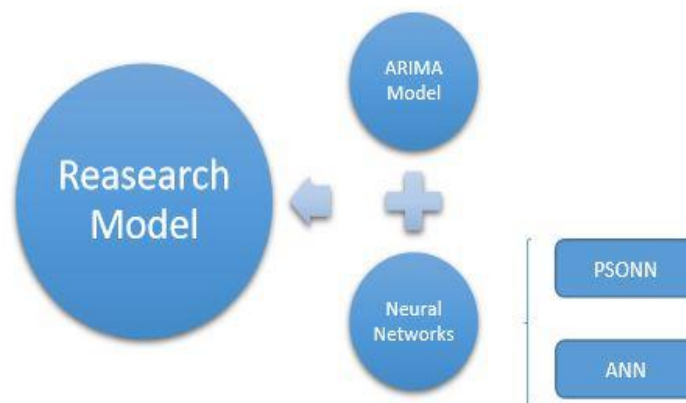 ARIMA
Model
Reasearch
Model
Neural
Networks
PSONN
ANN